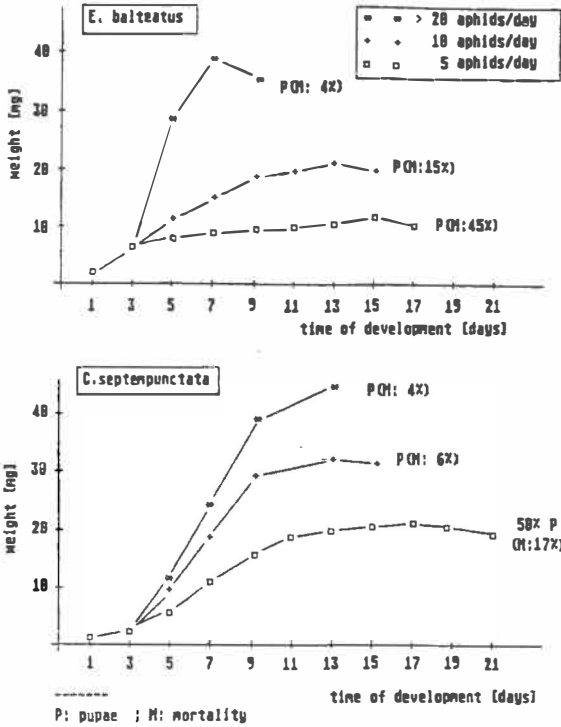 E. balteatus
> 20 aphids/day
10 aphids/day
5 aphids/day
40
30
20
10
weight [mg]
P(M: 4%)
P(M:15%)
P(M:45%)
1 3 5 7 9 11 13 15 17 19 21
time of development [days]
C.septempunctata
40
30
20
10
weight [mg]
P(M: 4%)
P(M: 6%)
50% P
(M:17%)
1 3 5 7 9 11 13 15 17 19 21
time of development [days]
P: pupae ; M: mortality